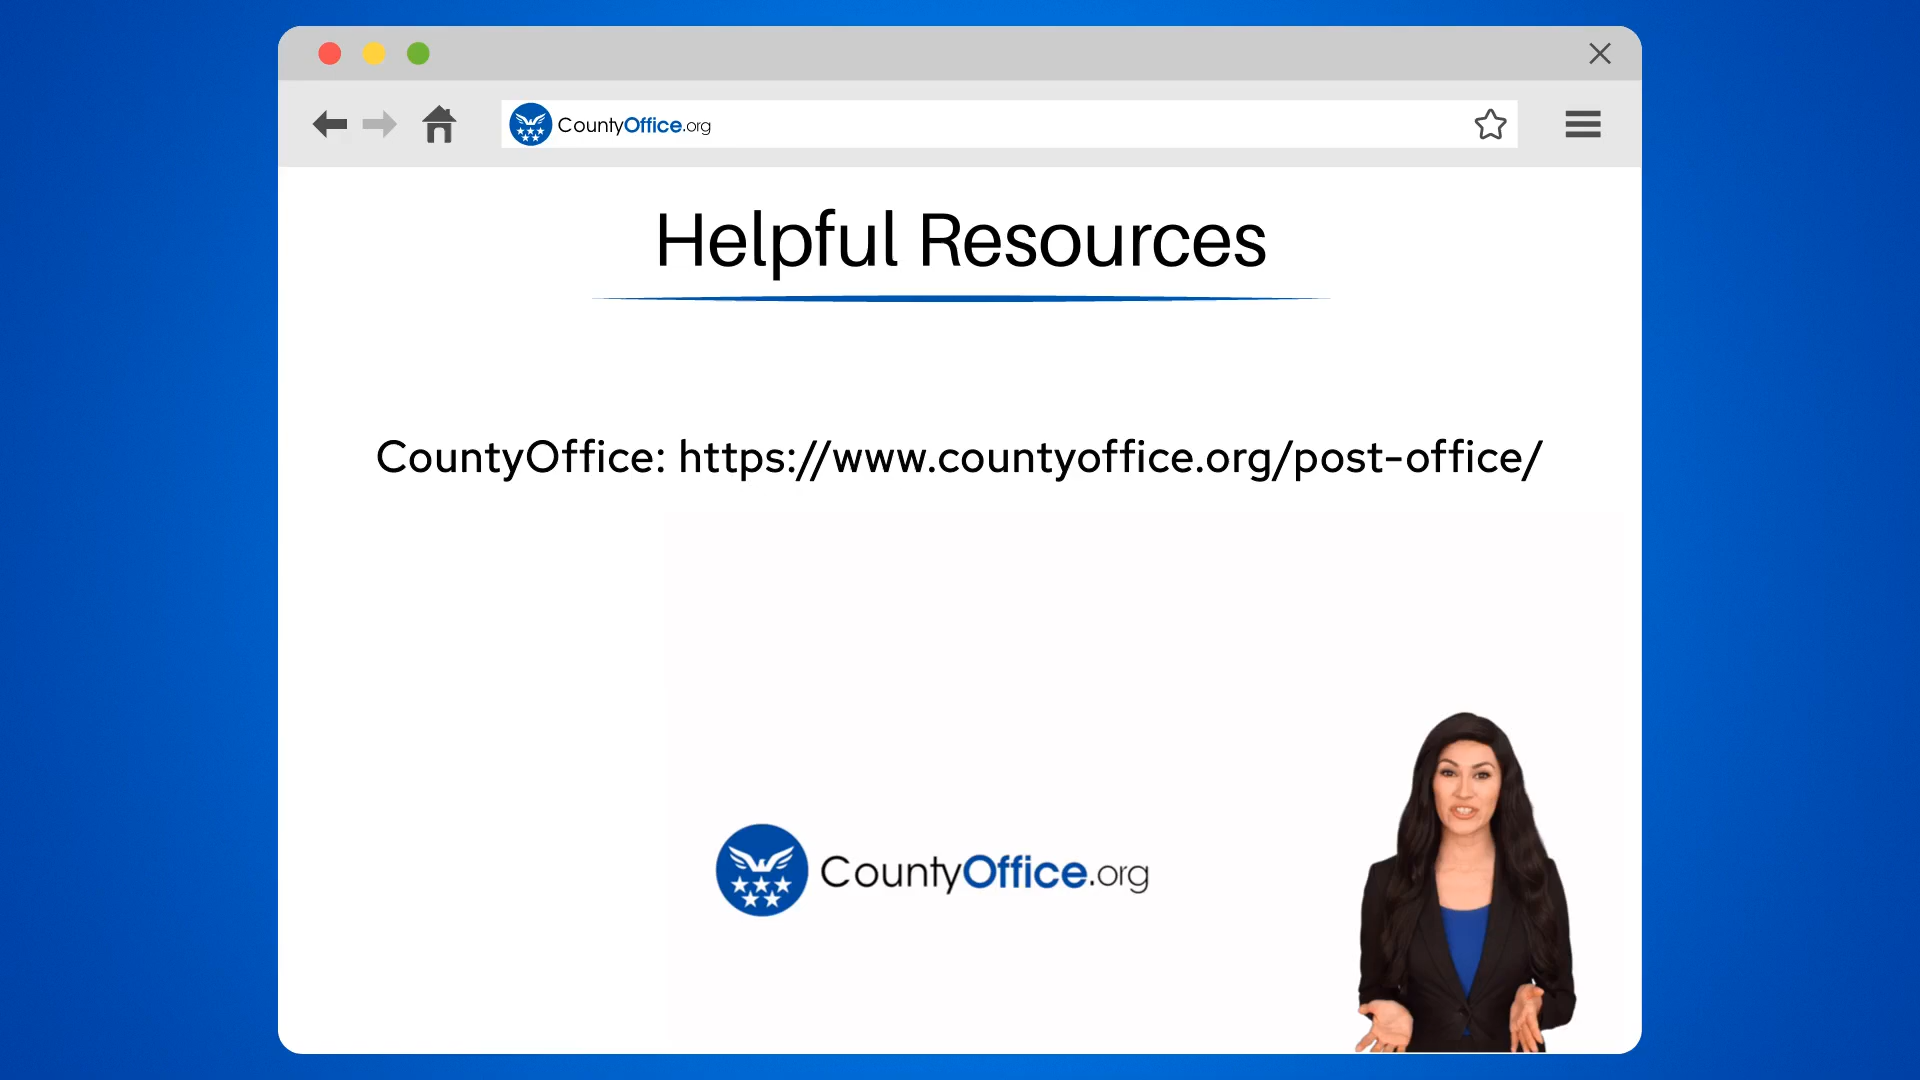 CountyOffice.org
Helpful Resources
CountyOffice: https://www.countyoffice.org/post-office/
CountyOffice.org